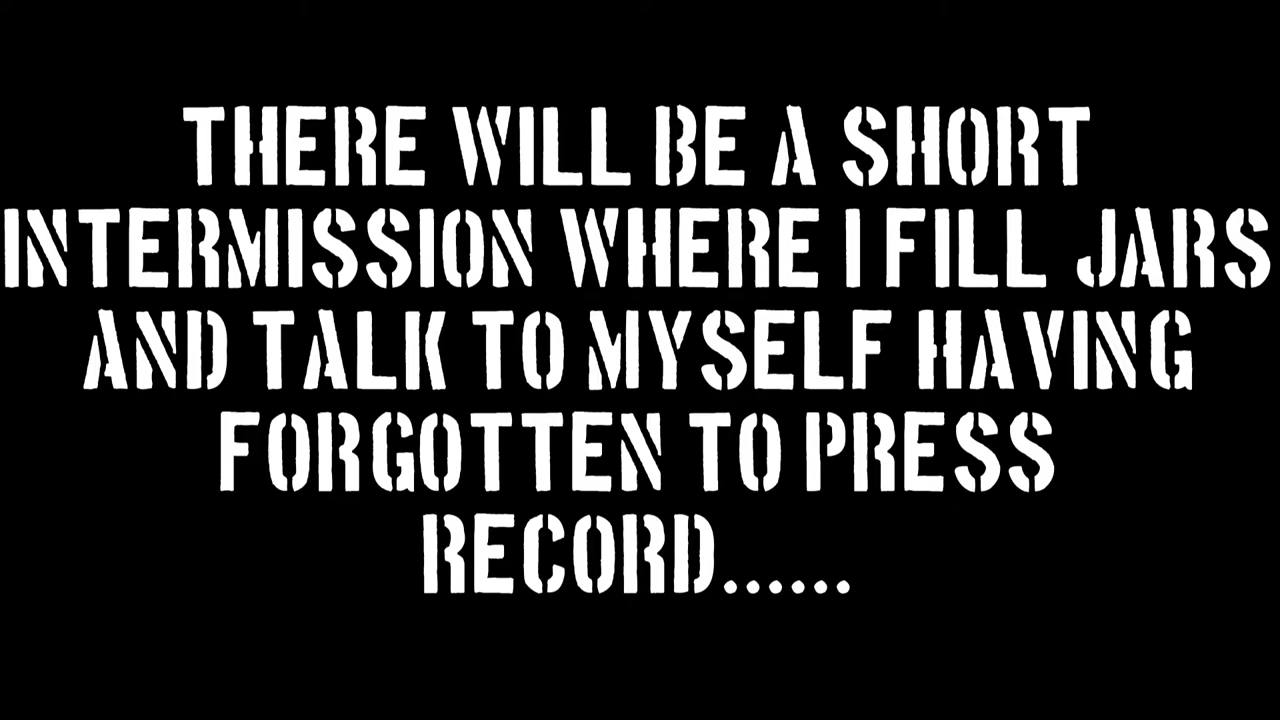 THERE WILL BE A SHORT
INTERMISSION WHERE I FILL JARS
AND TALK TO MYSELF HAVING
FORGOTTEN TO PRESS
RECORD......